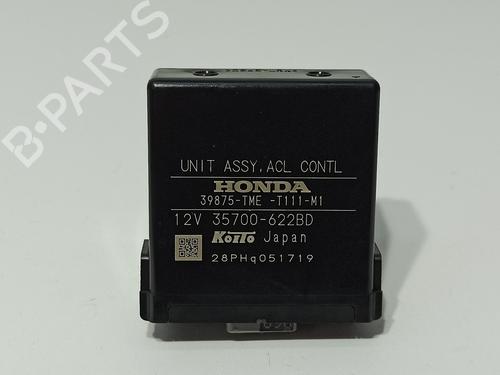 B-PARTS
UNIT ASSY,ACL CONTL
HONDA
39875-TME -T111-M1
12V 35700-622BD
KOITO Japan
28PHq051719